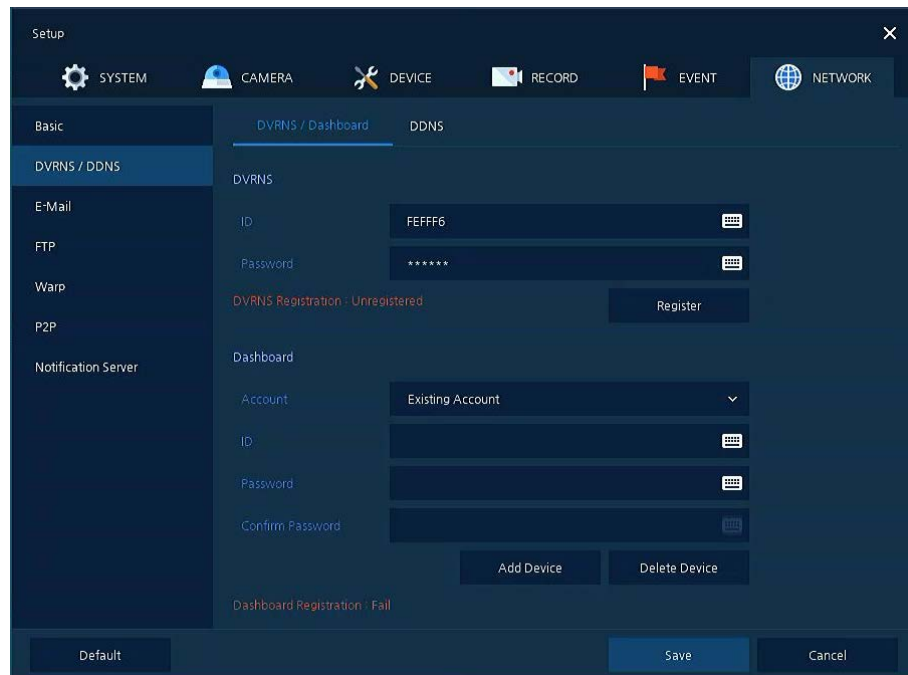 Setup
SYSTEM CAMERA DEVICE RECORD EVENT NETWORK
Basic
DVRNS / DDNS
E-Mail
FTP
Warp
P2P
Notification Server
DVRNS / Dashboard DDNS
DVRNS
ID FEFFF6
Password ******
DVRNS Registration : Unregistered Register
Dashboard
Account Existing Account
ID
Password
Confirm Password
Add Device Delete Device
Dashboard Registration : Fail
Default Save Cancel